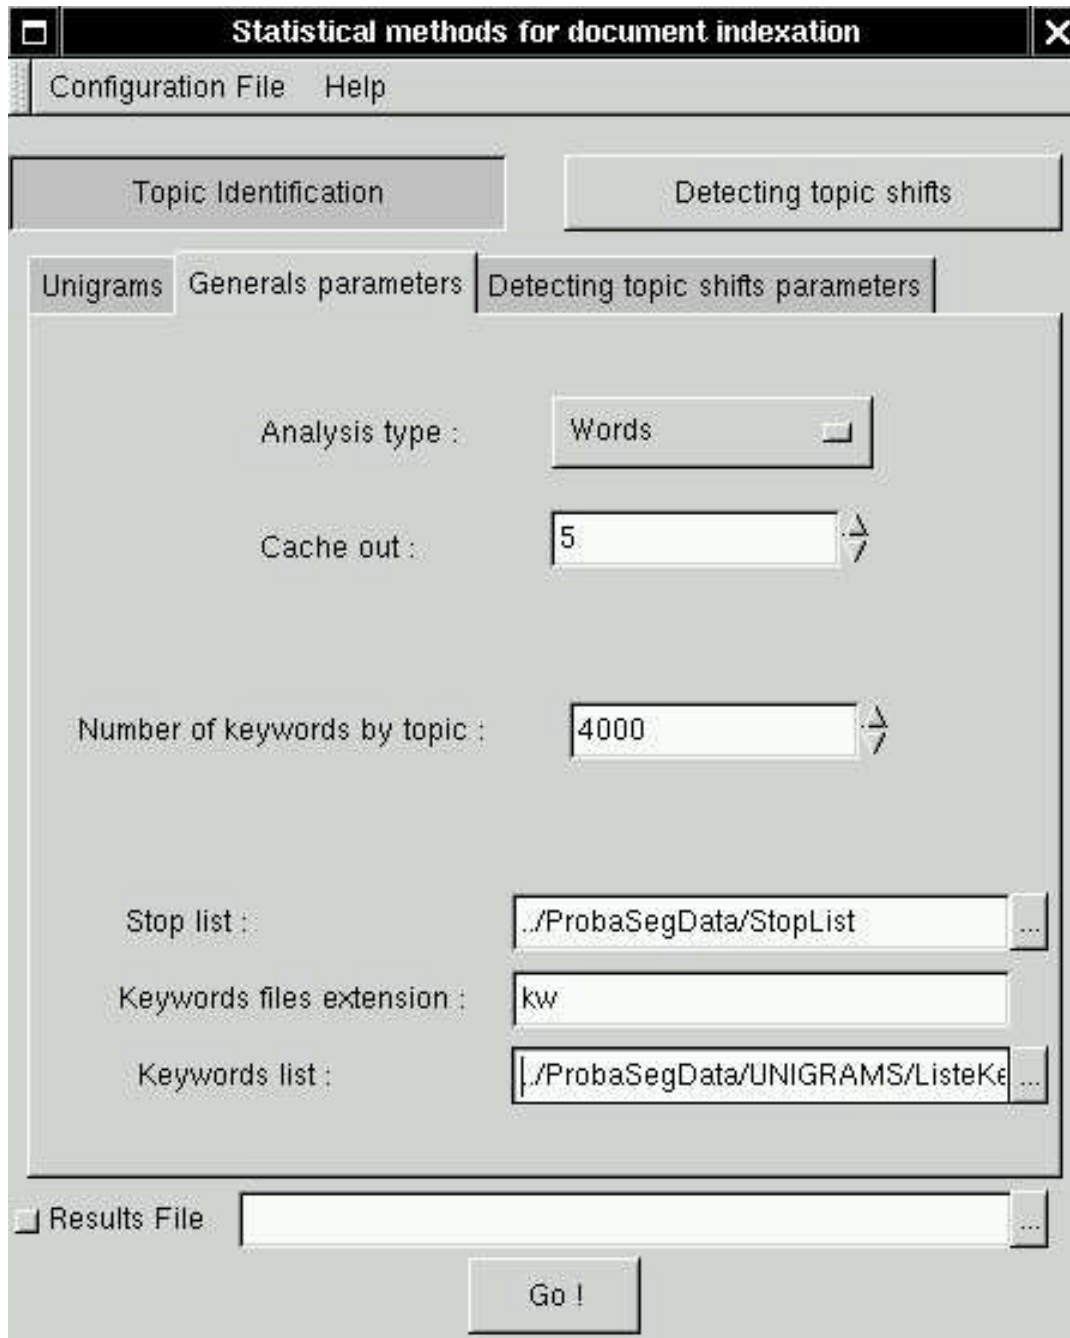 Statistical methods for document indexation
Configuration File Help
Topic Identification Detecting topic shifts
Unigrams Generals parameters Detecting topic shifts parameters
Analysis type : Words
Cache out : 5
Number of keywords by topic : 4000
Stop list : ../ProbaSegData/StopList ...
Keywords files extension : kw
Keywords list : ../ProbaSegData/UNIGRAMS/ListeKe ...
Results File ...
Go !